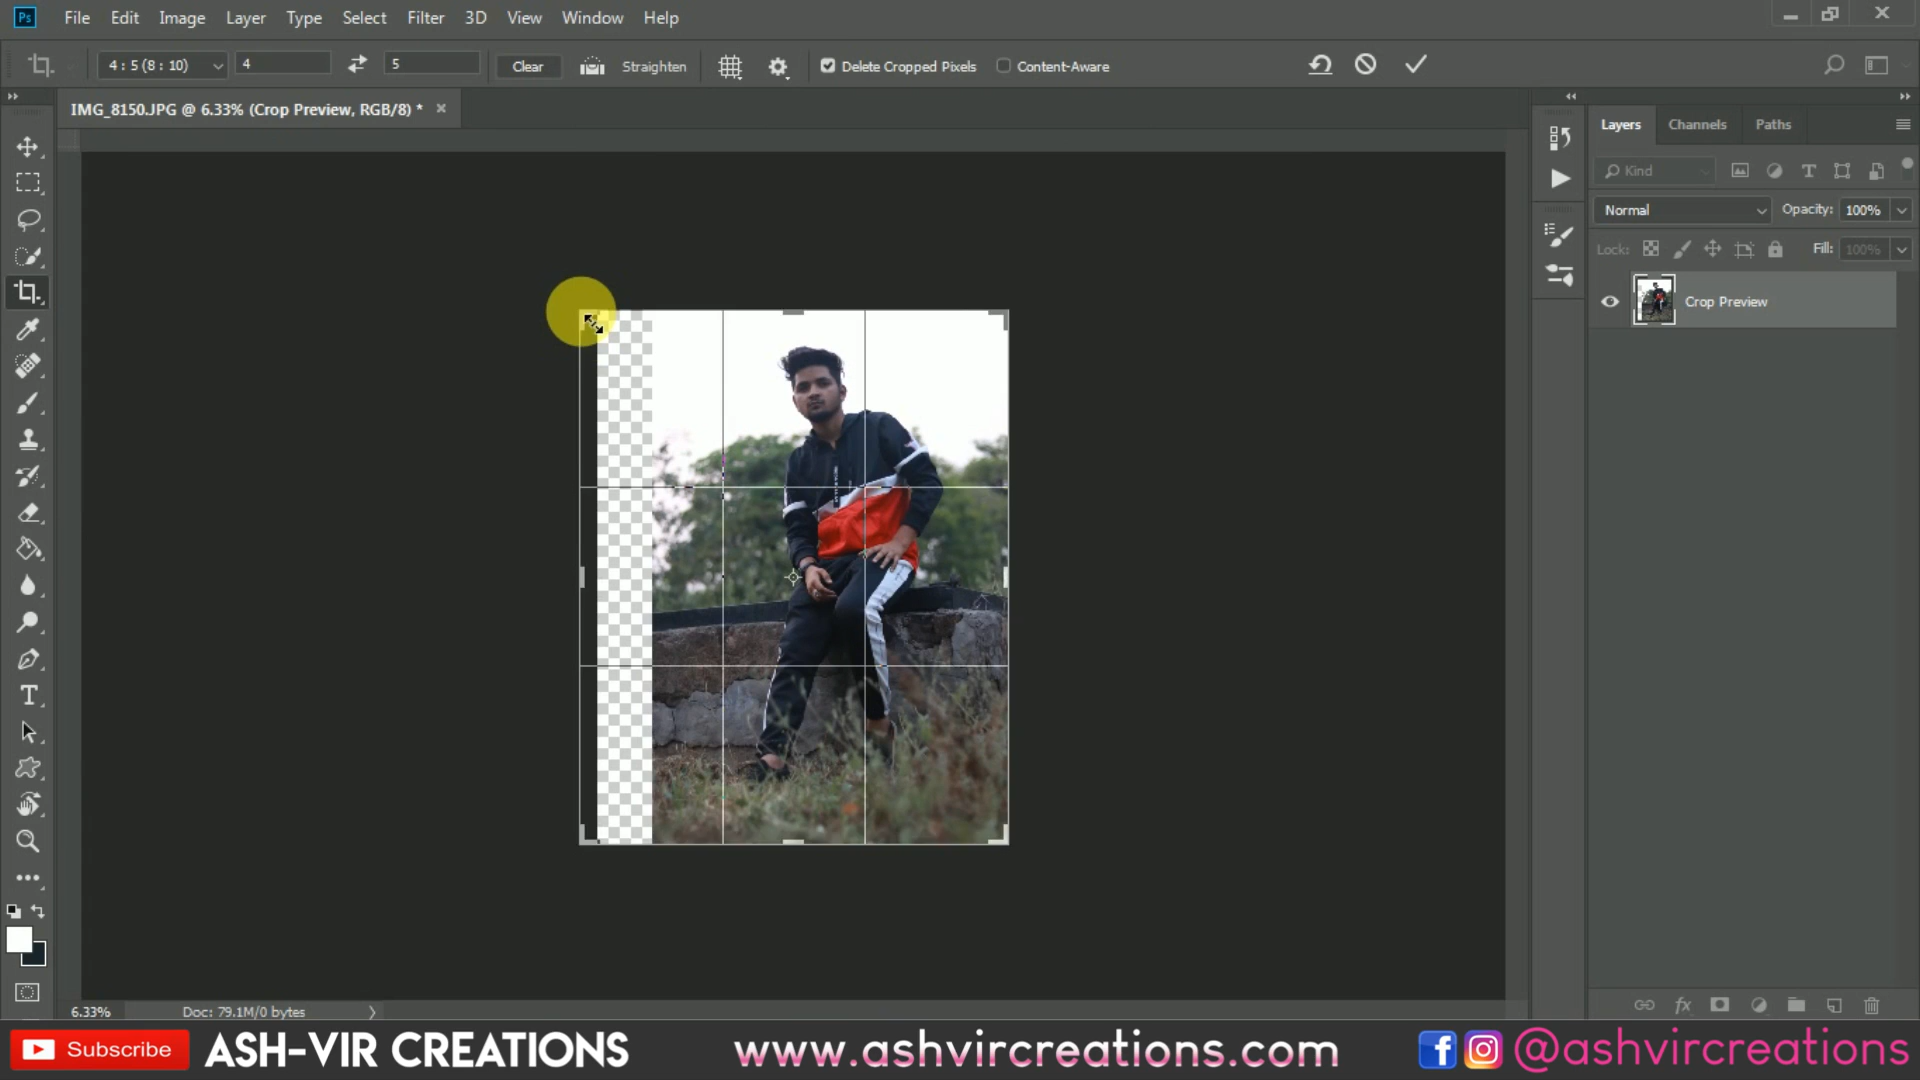 Ps File Edit Image Layer Type Select Filter 3D View Window Help
4 : 5 (8 : 10) 4 5 Clear Straighten Delete Cropped Pixels Content-Aware
IMG_8150.JPG @ 6.33% (Crop Preview, RGB/8) *
Layers Channels Paths
Kind
Normal Opacity: 100%
Lock: Fill: 100%
Crop Preview
6.33% Doc: 79.1M/0 bytes
Subscribe ASH-VIR CREATIONS www.ashvircreations.com @ashvircreations